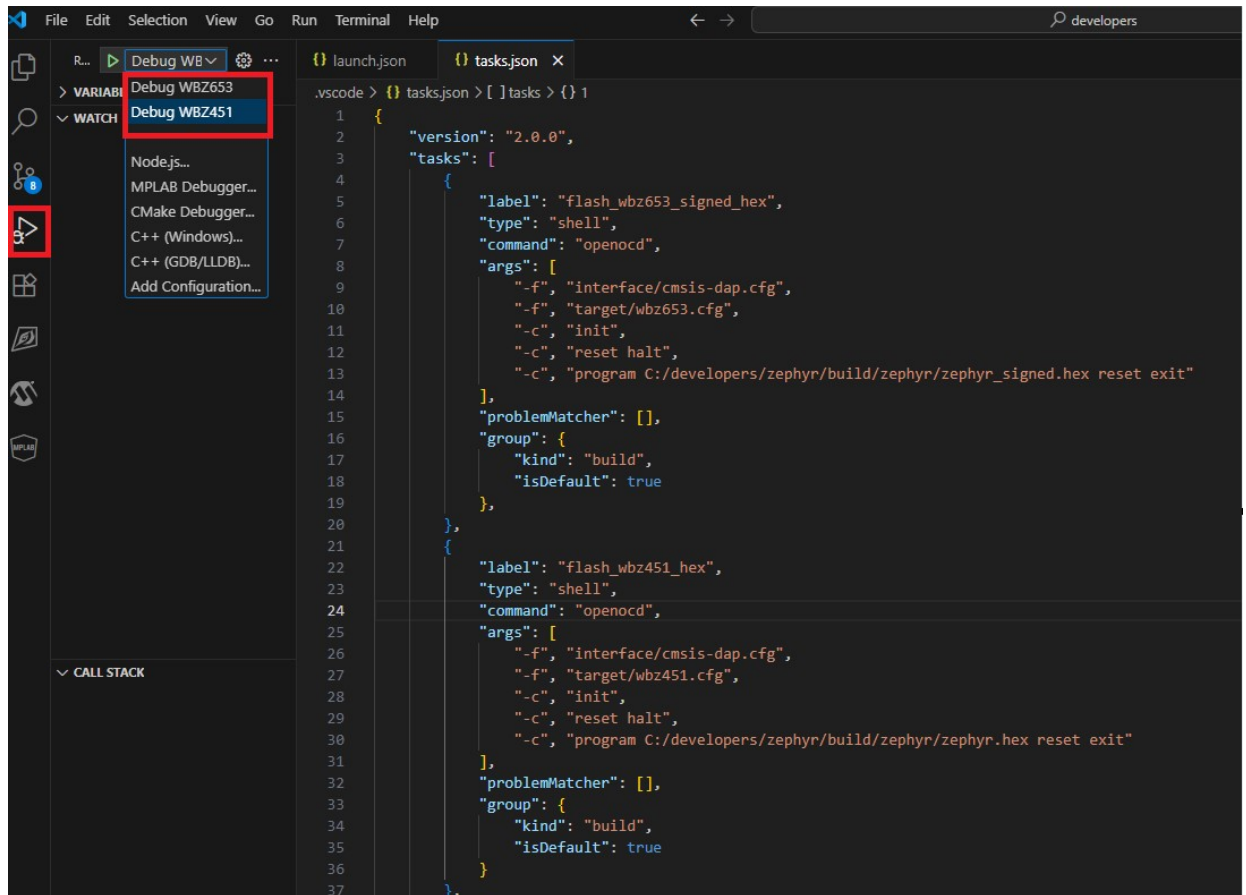 File Edit Selection View Go Run Terminal Help
developers
R... Debug WB
launch.json
tasks.json
VARIABL
Debug WBZ653
WATCH
Debug WBZ451
Node.js...
MPLAB Debugger...
CMake Debugger...
C++ (Windows)...
C++ (GDB/LLDB)...
Add Configuration...
8
MPLAB
CALL STACK
.vscode > {} tasks.json > [ ] tasks > {} 1
1 {
2 "version": "2.0.0",
3 "tasks": [
4 {
5 "label": "flash_wbz653_signed_hex",
6 "type": "shell",
7 "command": "openocd",
8 "args": [
9 "-f", "interface/cmsis-dap.cfg",
10 "-f", "target/wbz653.cfg",
11 "-c", "init",
12 "-c", "reset halt",
13 "-c", "program C:/developers/zephyr/build/zephyr/zephyr_signed.hex reset exit"
14 ],
15 "problemMatcher": [],
16 "group": {
17 "kind": "build",
18 "isDefault": true
19 },
20 },
21 {
22 "label": "flash_wbz451_hex",
23 "type": "shell",
24 "command": "openocd",
25 "args": [
26 "-f", "interface/cmsis-dap.cfg",
27 "-f", "target/wbz451.cfg",
28 "-c", "init",
29 "-c", "reset halt",
30 "-c", "program C:/developers/zephyr/build/zephyr/zephyr.hex reset exit"
31 ],
32 "problemMatcher": [],
33 "group": {
34 "kind": "build",
35 "isDefault": true
36 }
37 },